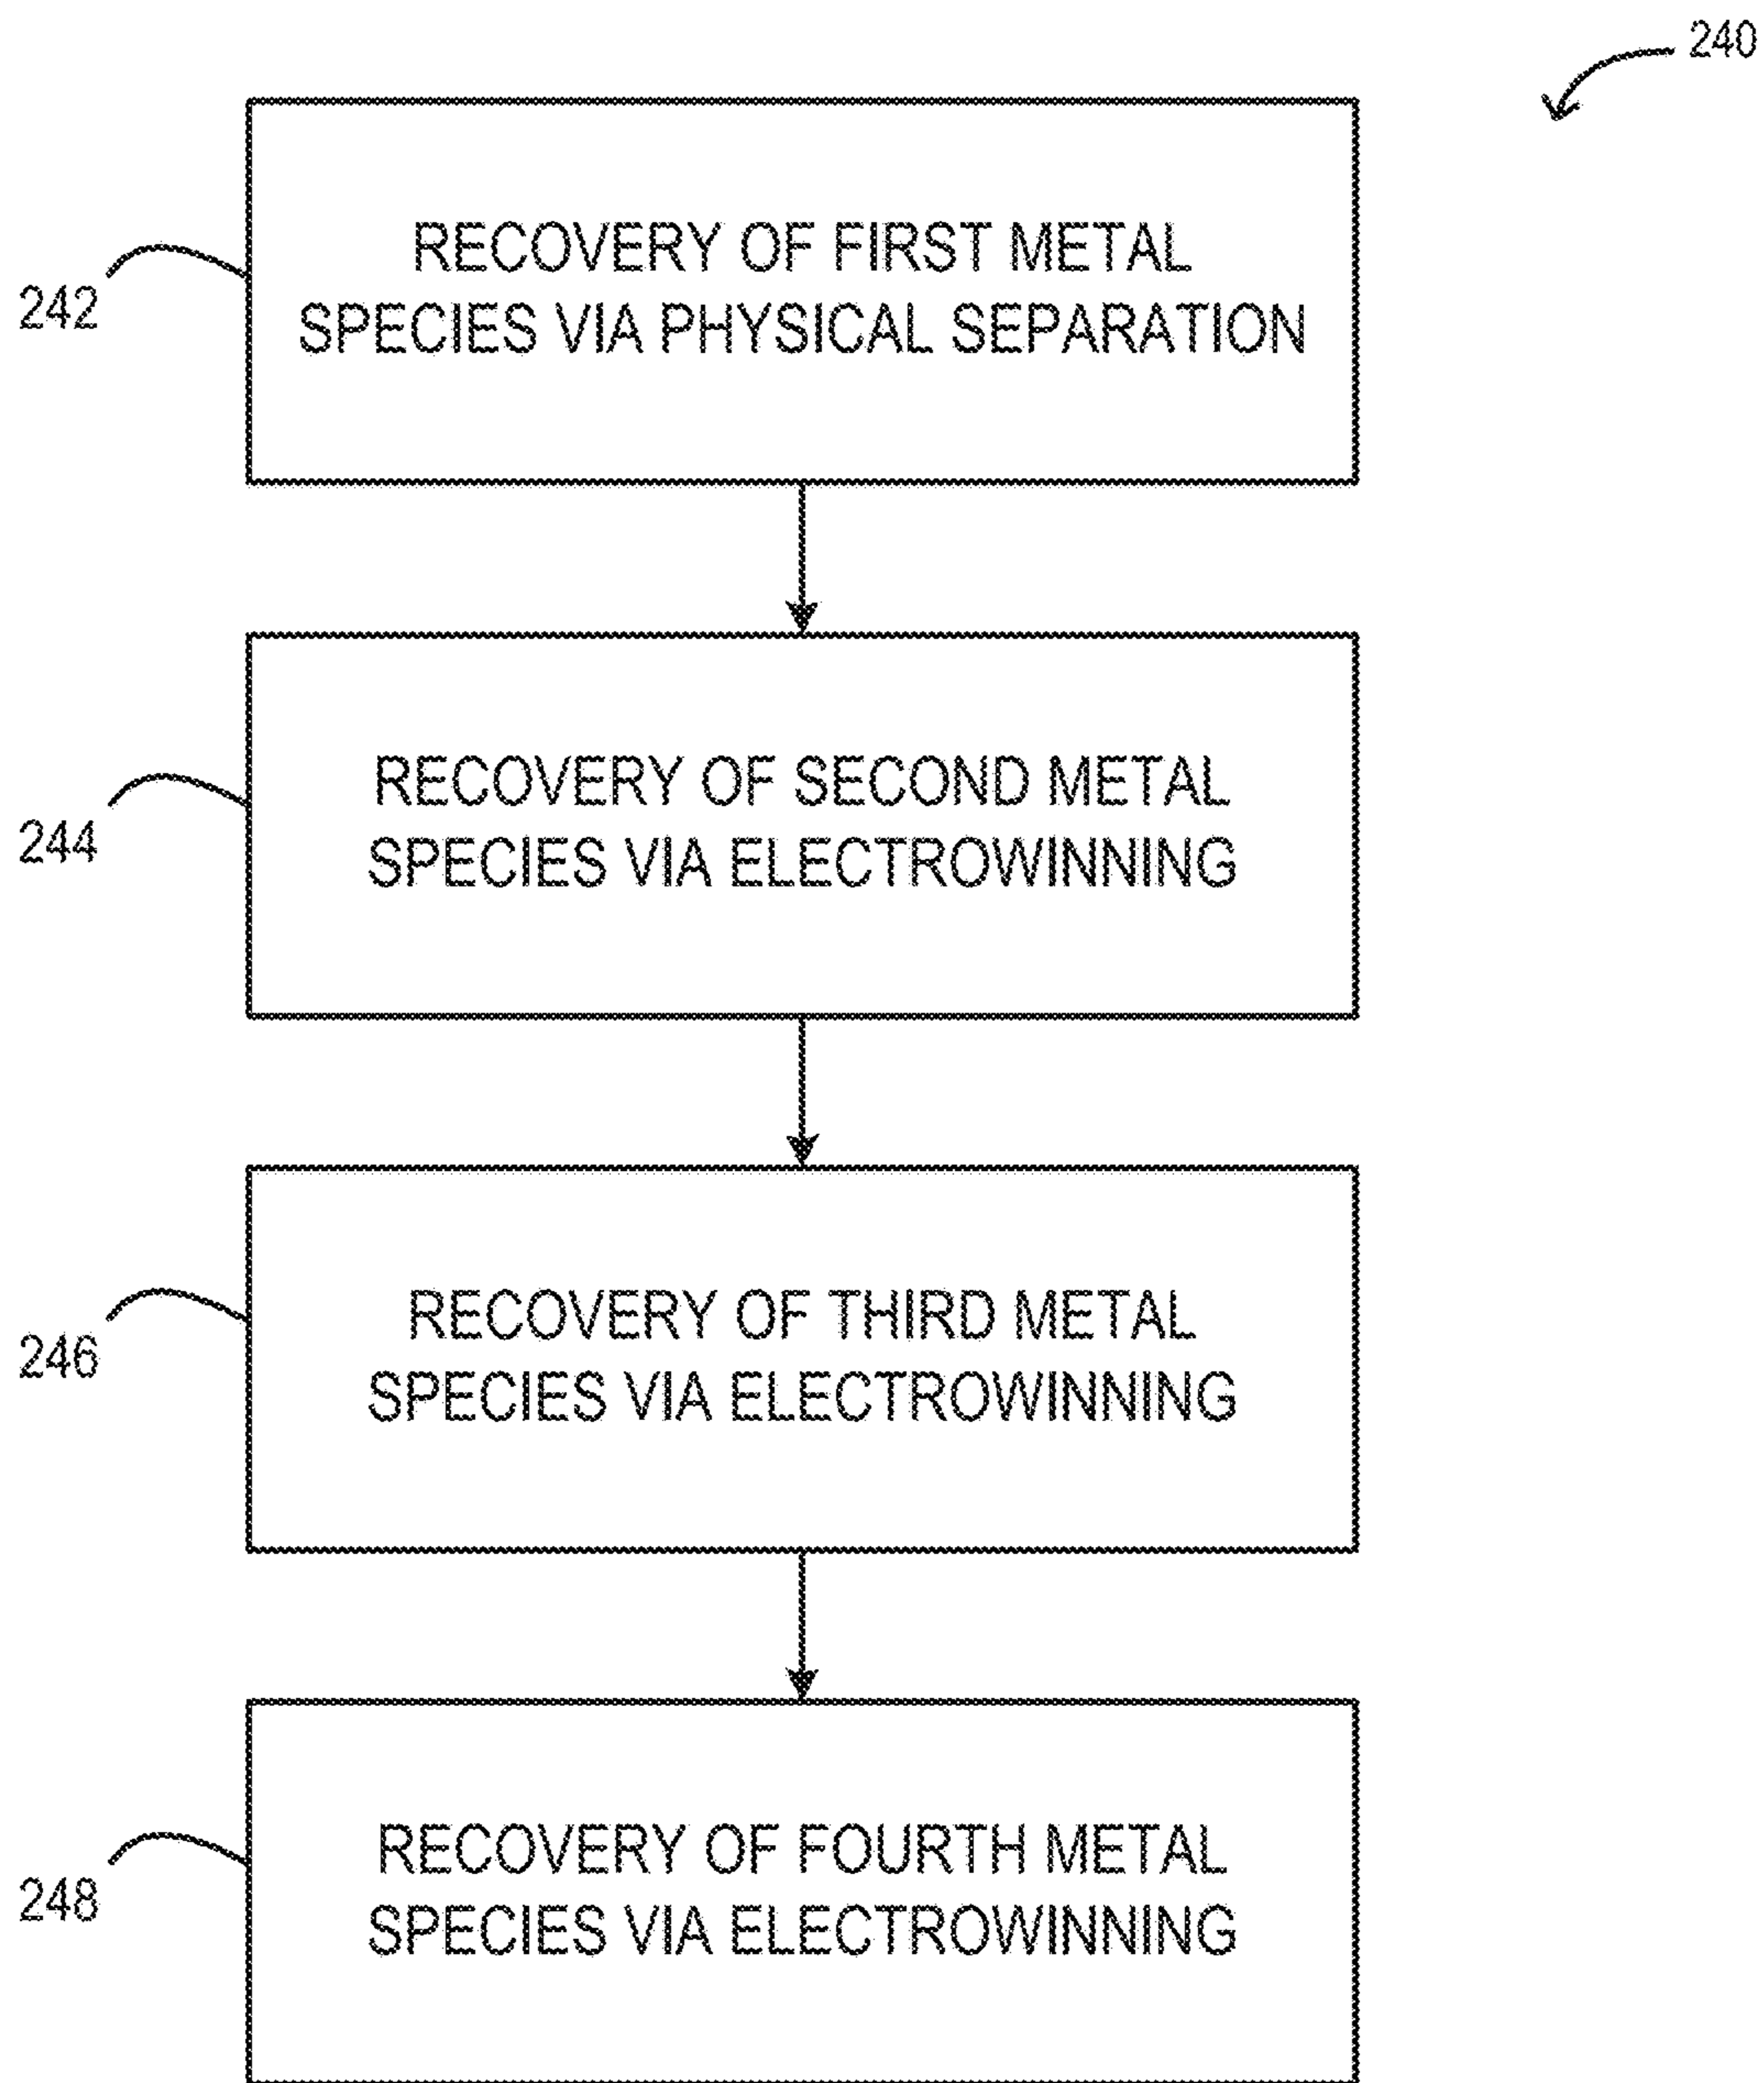 240
RECOVERY OF FIRST METAL
SPECIES VIA PHYSICAL SEPARATION
242
RECOVERY OF SECOND METAL
SPECIES VIA ELECTROWINNING
244
RECOVERY OF THIRD METAL
SPECIES VIA ELECTROWINNING
246
RECOVERY OF FOURTH METAL
SPECIES VIA ELECTROWINNING
248